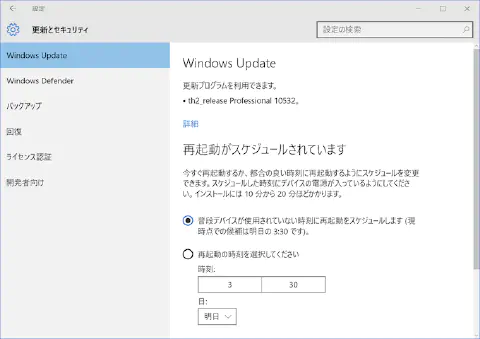 設定
更新とセキュリティ
設定の検索
Windows Update
Windows Defender
バックアップ
回復
ライセンス認証
開発者向け
Windows Update
更新プログラムを利用できます。
• th2_release Professional 10532。
詳細
再起動がスケジュールされています
今すぐ再起動するか、都合の良い時刻に再起動するようにスケジュールを変更
できます。スケジュールした時刻にデバイスの電源が入っているようにしてくださ
い。インストールには 10 分から 20 分ほどかかります。
普段デバイスが使用されていない時刻に再起動をスケジュールします (現
時点での候補は明日の 3:30 です)。
再起動の時刻を選択してください
時刻:
3 30
日:
明日